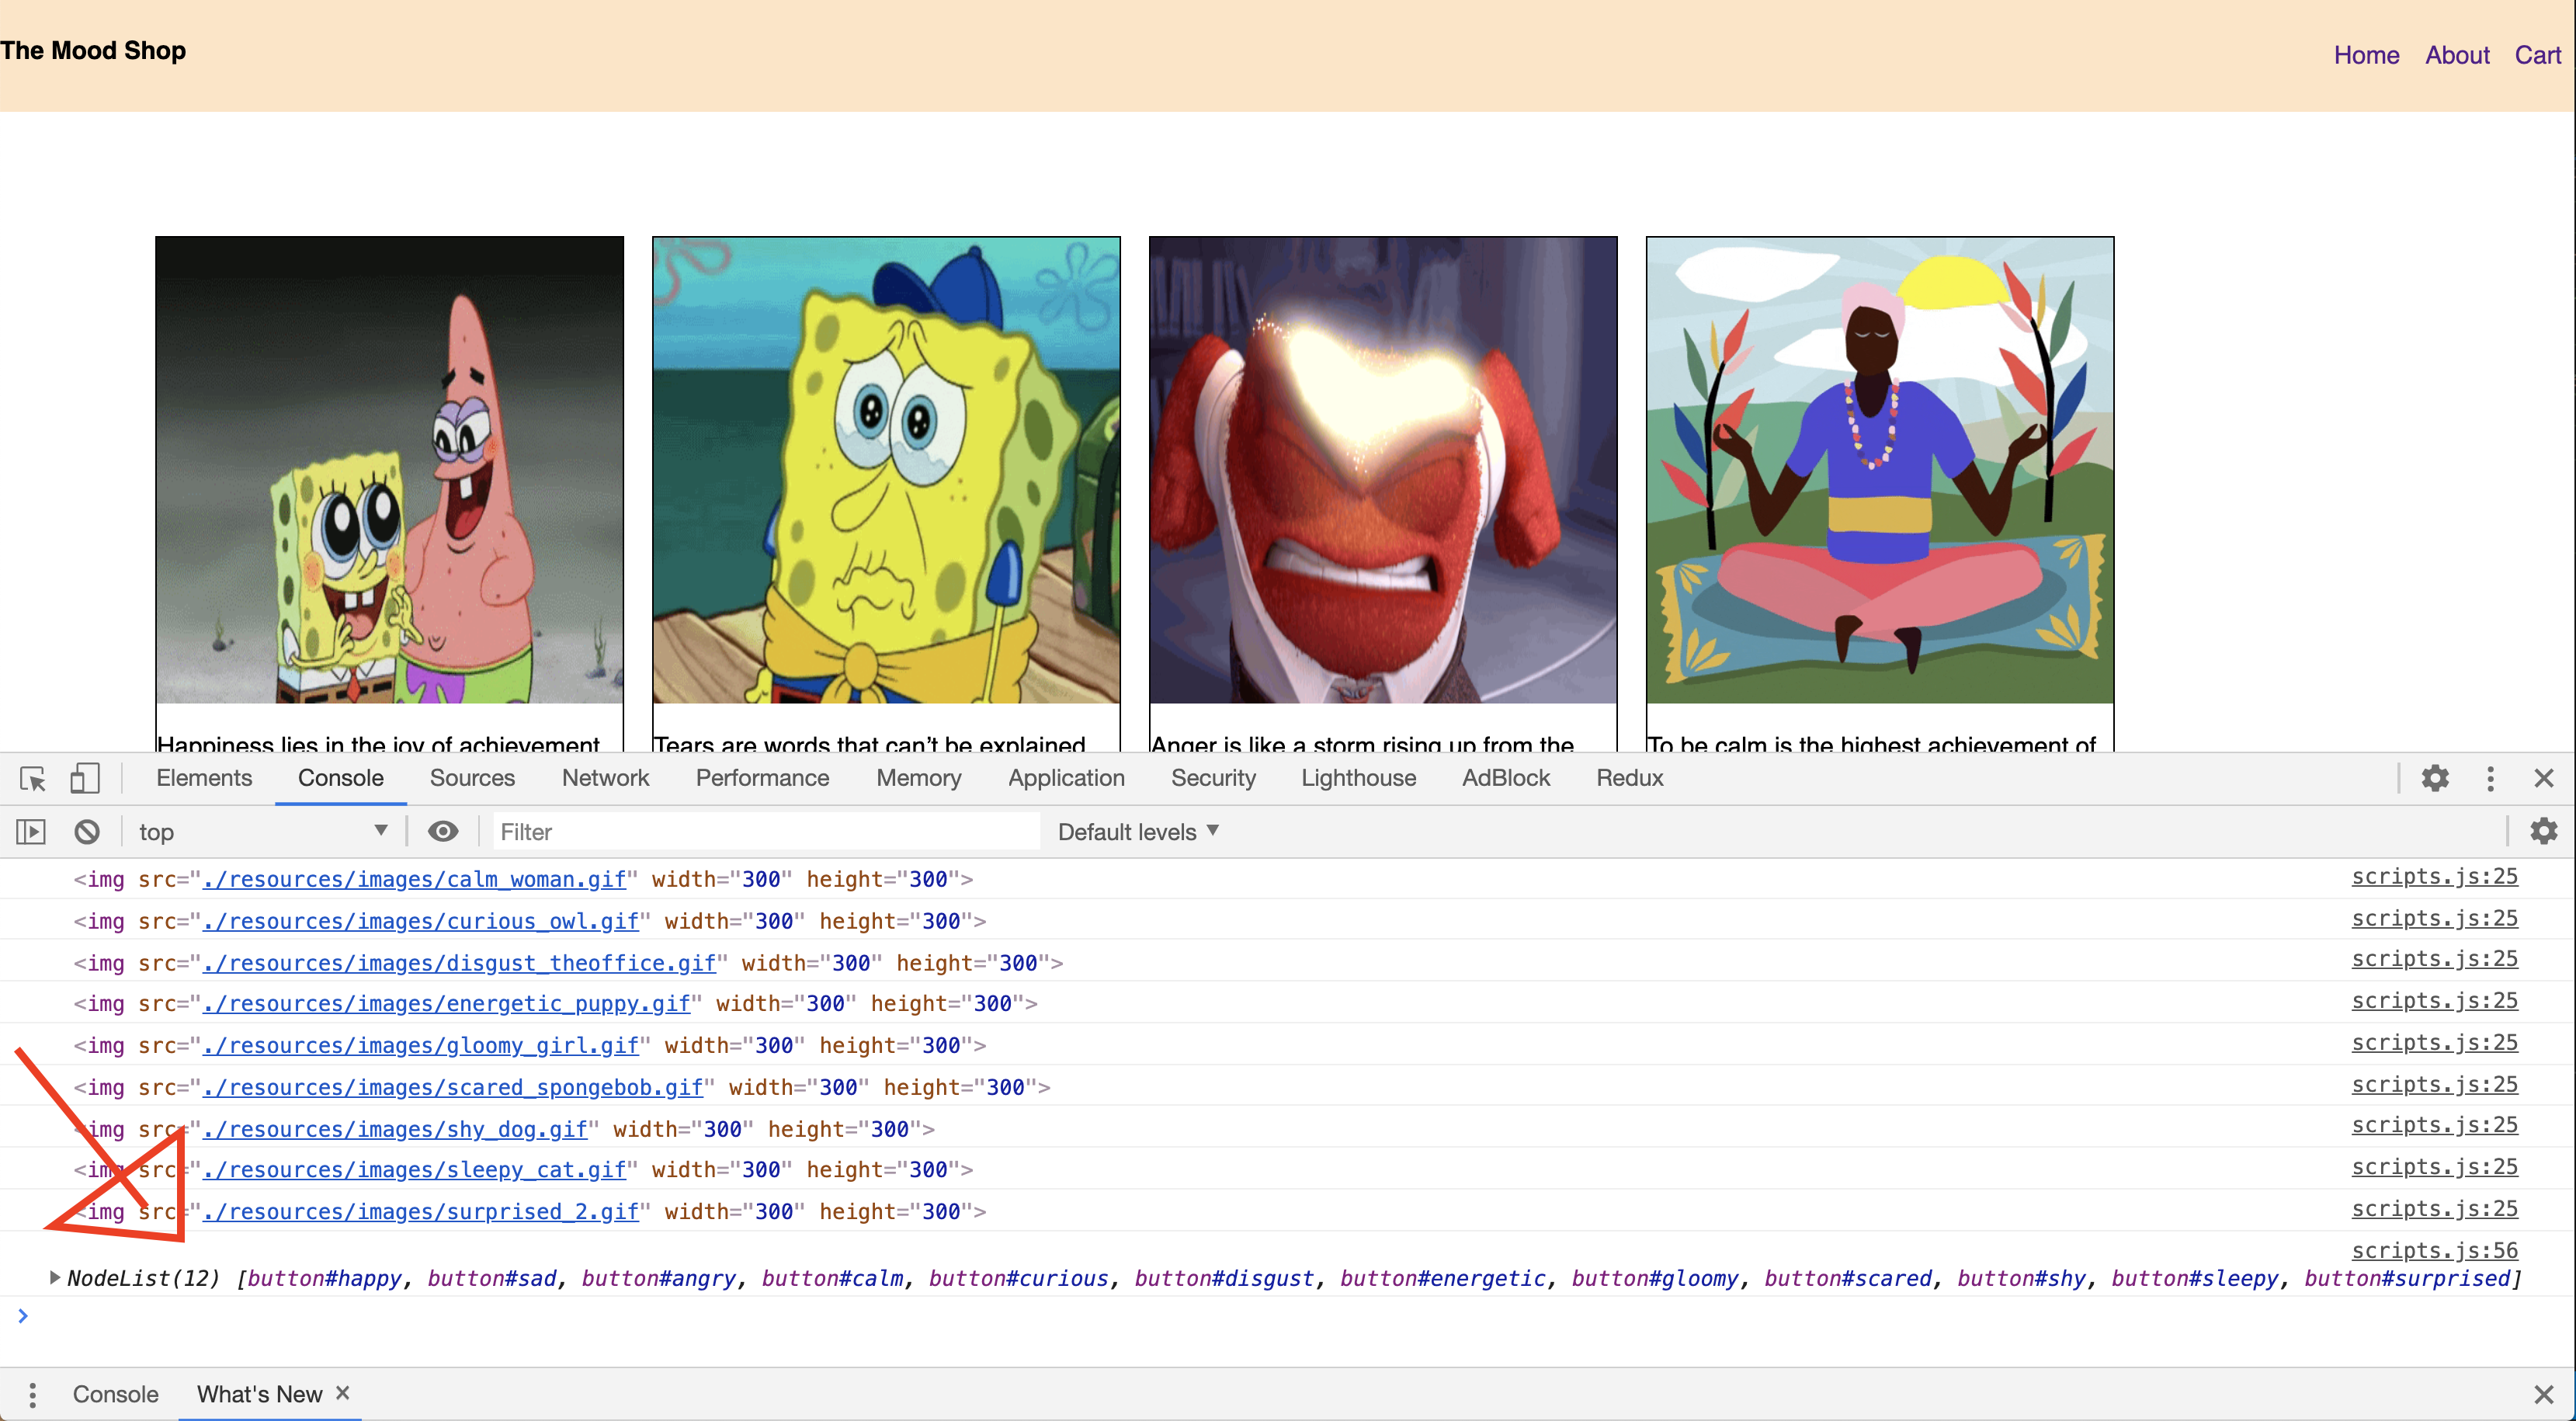 The Mood Shop
Home About Cart
Happiness lies in the joy of achievement
Tears are words that can't be explained
Anger is like a storm rising up from the
To be calm is the highest achievement of
Elements Console Sources Network Performance Memory Application Security Lighthouse AdBlock Redux
top Filter Default levels
<img src="./resources/images/calm_woman.gif" width="300" height="300"> scripts.js:25
<img src="./resources/images/curious_owl.gif" width="300" height="300"> scripts.js:25
<img src="./resources/images/disgust_theoffice.gif" width="300" height="300"> scripts.js:25
<img src="./resources/images/energetic_puppy.gif" width="300" height="300"> scripts.js:25
<img src="./resources/images/gloomy_girl.gif" width="300" height="300"> scripts.js:25
<img src="./resources/images/scared_spongebob.gif" width="300" height="300"> scripts.js:25
<img src="./resources/images/shy_dog.gif" width="300" height="300"> scripts.js:25
<img src="./resources/images/sleepy_cat.gif" width="300" height="300"> scripts.js:25
<img src="./resources/images/surprised_2.gif" width="300" height="300"> scripts.js:25
scripts.js:56
NodeList(12) [button#happy, button#sad, button#angry, button#calm, button#curious, button#disgust, button#energetic, button#gloomy, button#scared, button#shy, button#sleepy, button#surprised]
Console What's New